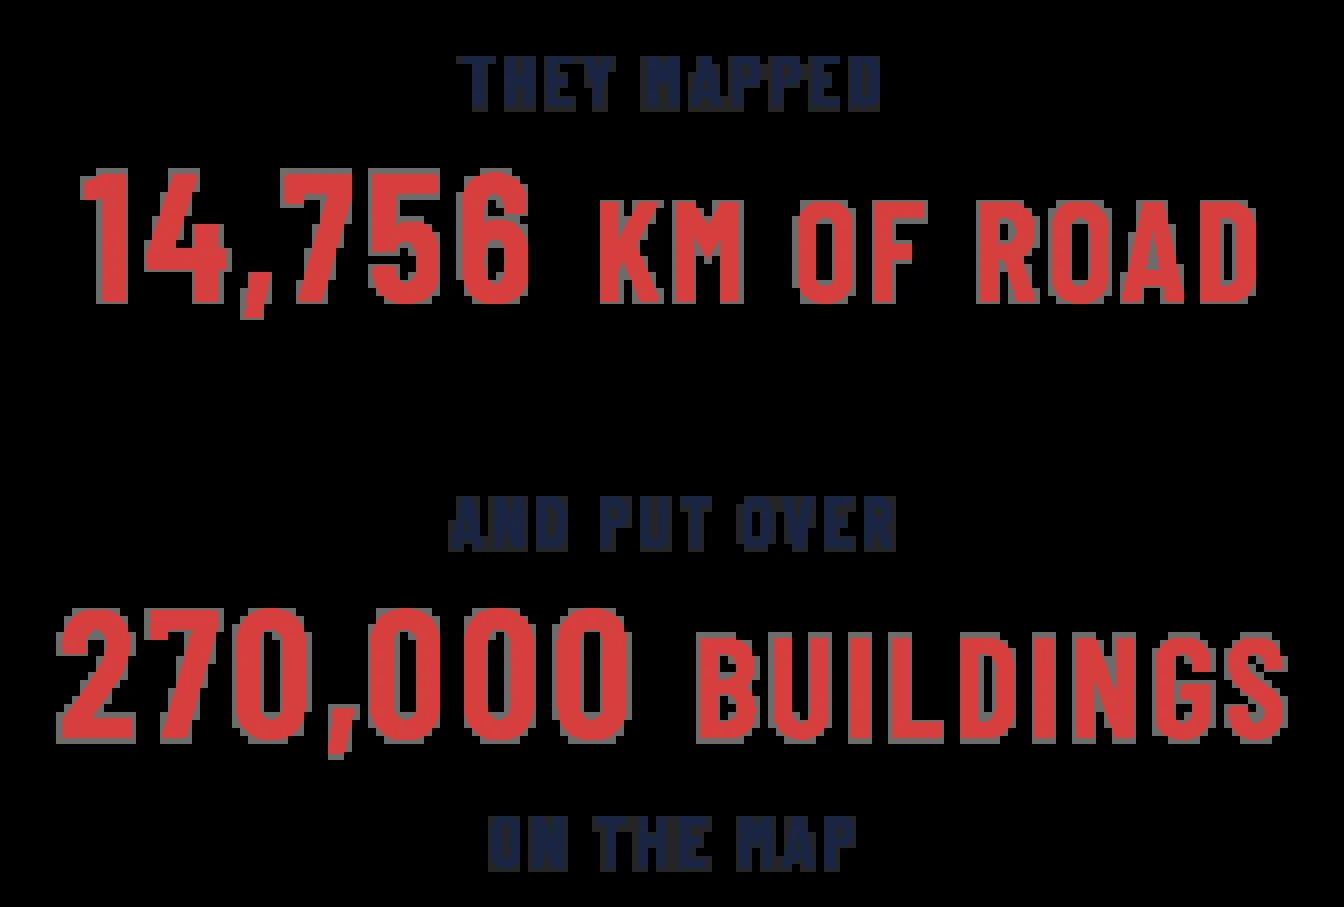 THEY MAPPED
14,756 KM OF ROAD
AND PUT OVER
270,000 BUILDINGS
ON THE MAP